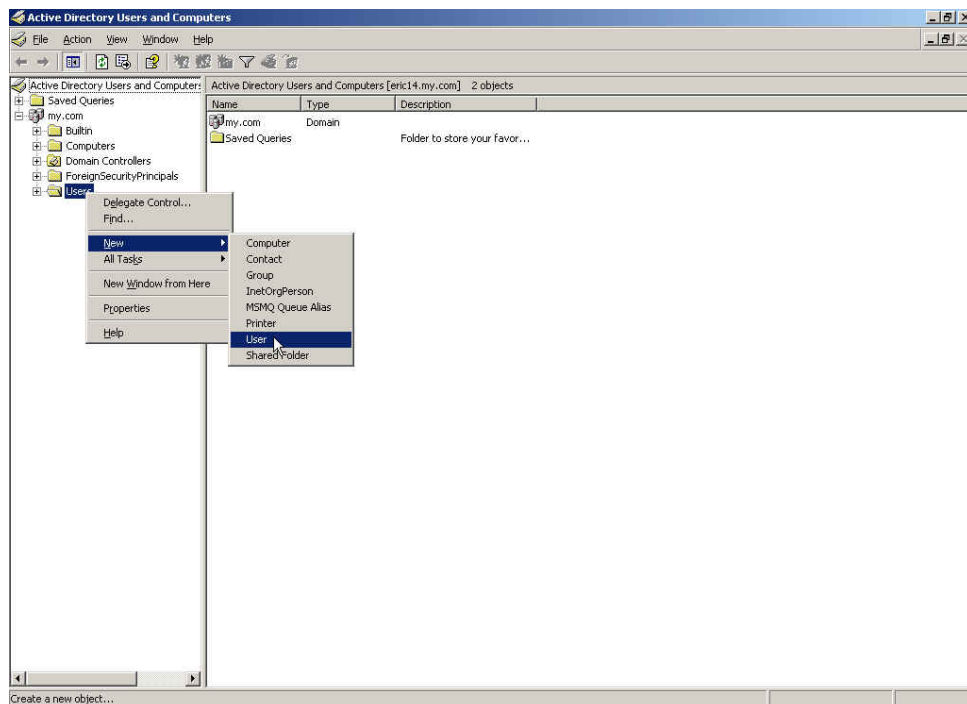 Active Directory Users and Computers
File Action View Window Help
Active Directory Users and Computers
Saved Queries
my.com
Builtin
Computers
Domain Controllers
ForeignSecurityPrincipals
Users
Active Directory Users and Computers [eric14.my.com] 2 objects
Name Type Description
my.com Domain
Saved Queries Folder to store your favor...
Delegate Control...
Find...
New
All Tasks
New Window from Here
Properties
Help
Computer
Contact
Group
InetOrgPerson
MSMQ Queue Alias
Printer
User
Shared Folder
Create a new object...